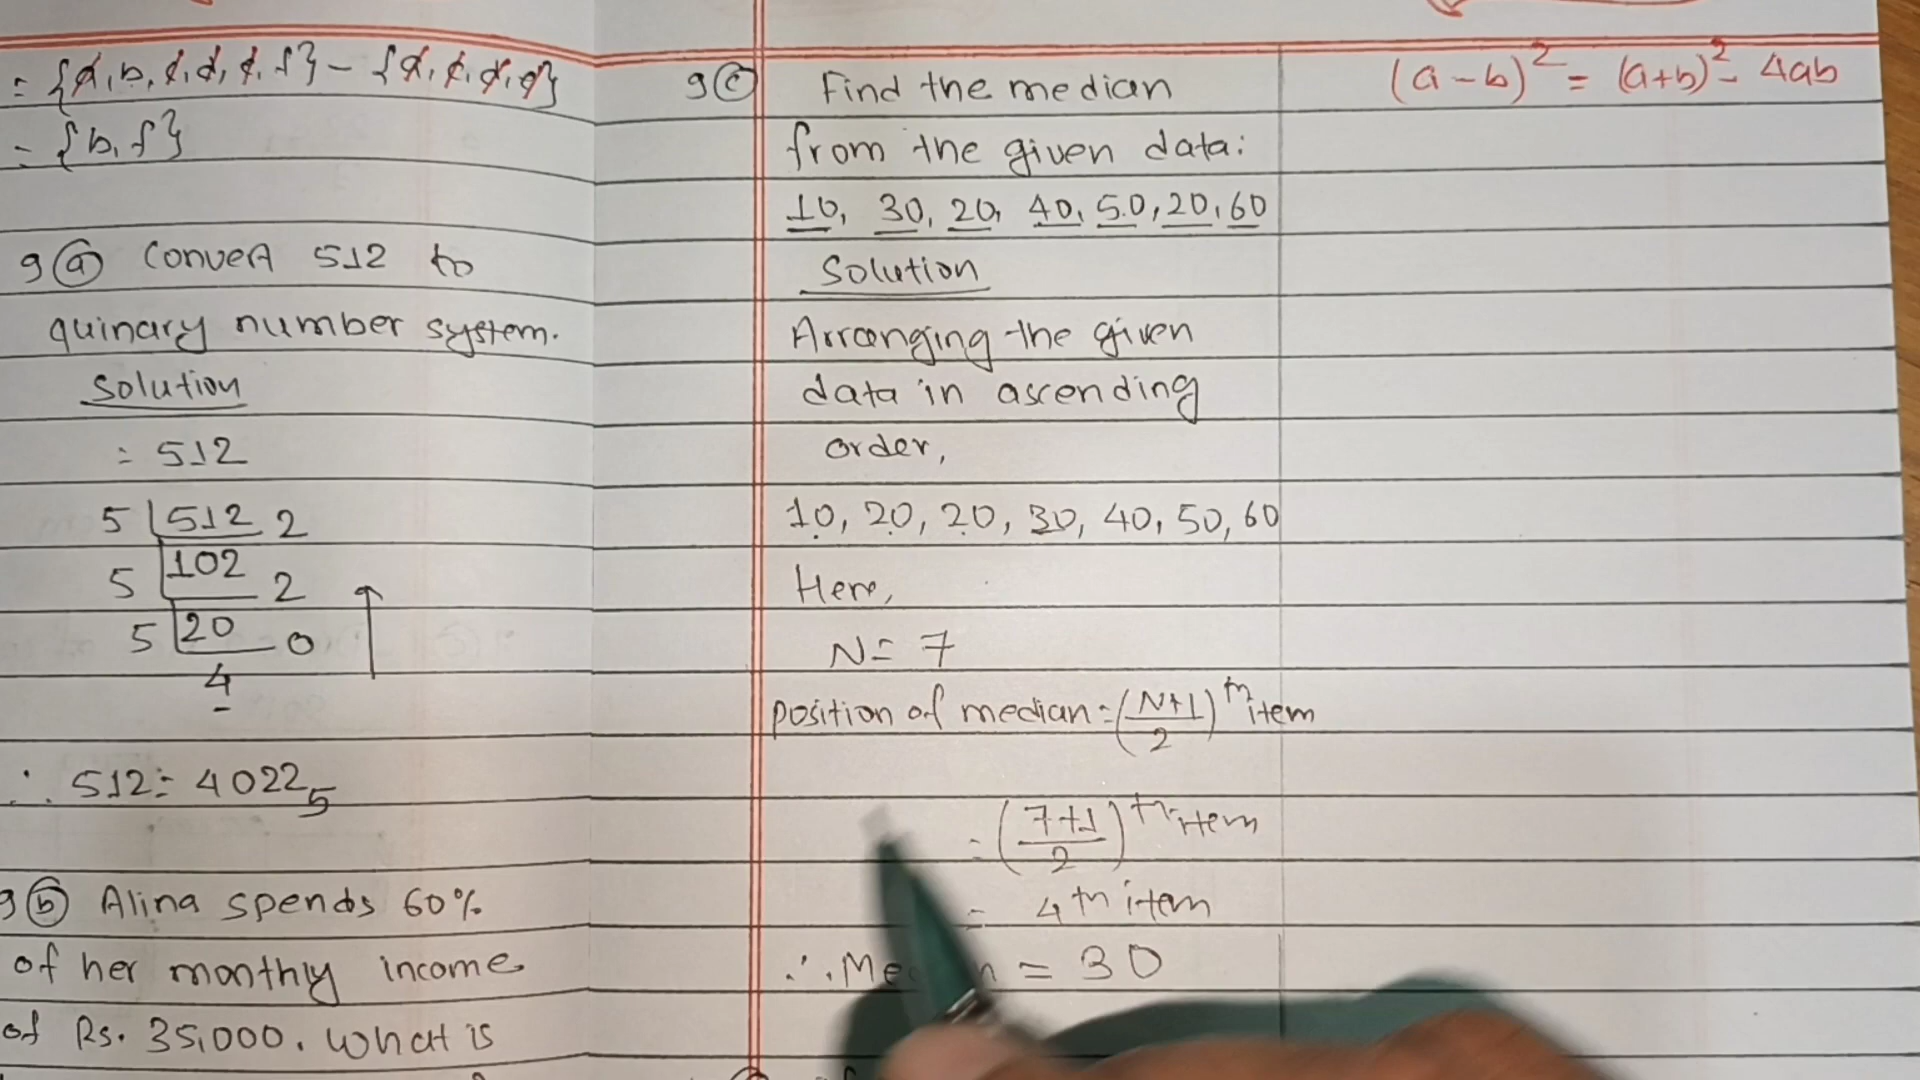 = {a, b, c, d, e, f} - {a, c, d, e}
= {b, f}
9 (a) Convert 512 to
quinary number system.
Solution
= 512
5 | 512 2
5 | 102 2
5 | 20 0
4
∴ 512 = 4022₅
9 (b) Alina spends 60%
of her monthly income
of Rs. 35,000. What is
9 (c) Find the median
from the given data:
10, 30, 20, 40, 50, 20, 60
Solution
Arranging the given
data in ascending
order,
10, 20, 20, 30, 40, 50, 60
Here,
N = 7
position of median = (N+1/2)th item
= (7+1/2)th item
= 4th item
∴ = 30
(a-b)² = (a+b)² - 4ab